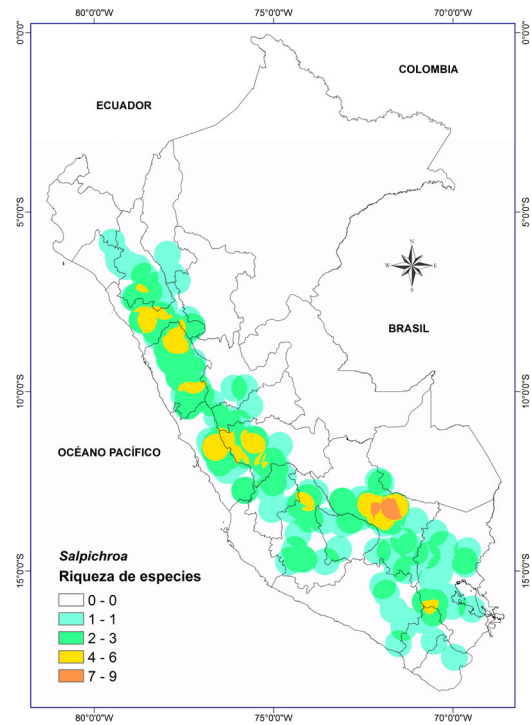 80°0'0"W 75°0'0"W 70°0'0"W
0°0'0" 0°0'0"
COLOMBIA
ECUADOR
5°0'0"S 5°0'0"S
N
W E
S
BRASIL
10°0'0"S 10°0'0"S
OCÉANO PACÍFICO
Salpichroa
Riqueza de especies
15°0'0"S 15°0'0"S
0 - 0
1 - 1
2 - 3
4 - 6
7 - 9
80°0'0"W 75°0'0"W 70°0'0"W